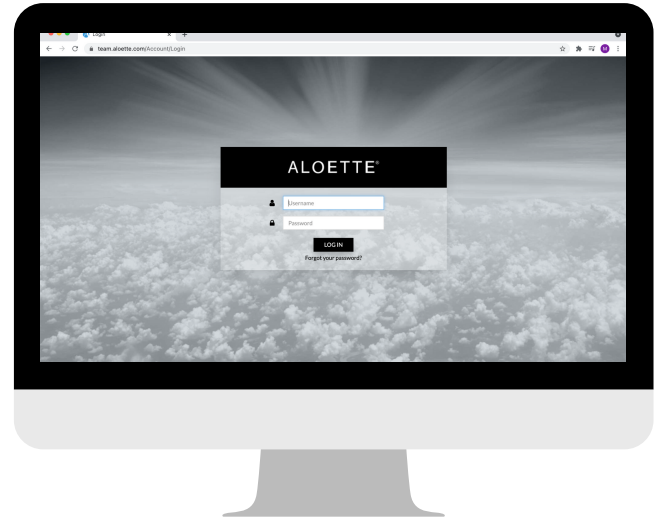 Login
team.aloette.com/Account/Login
M
ALOETTE®
Username
Password
LOG IN
Forgot your password?